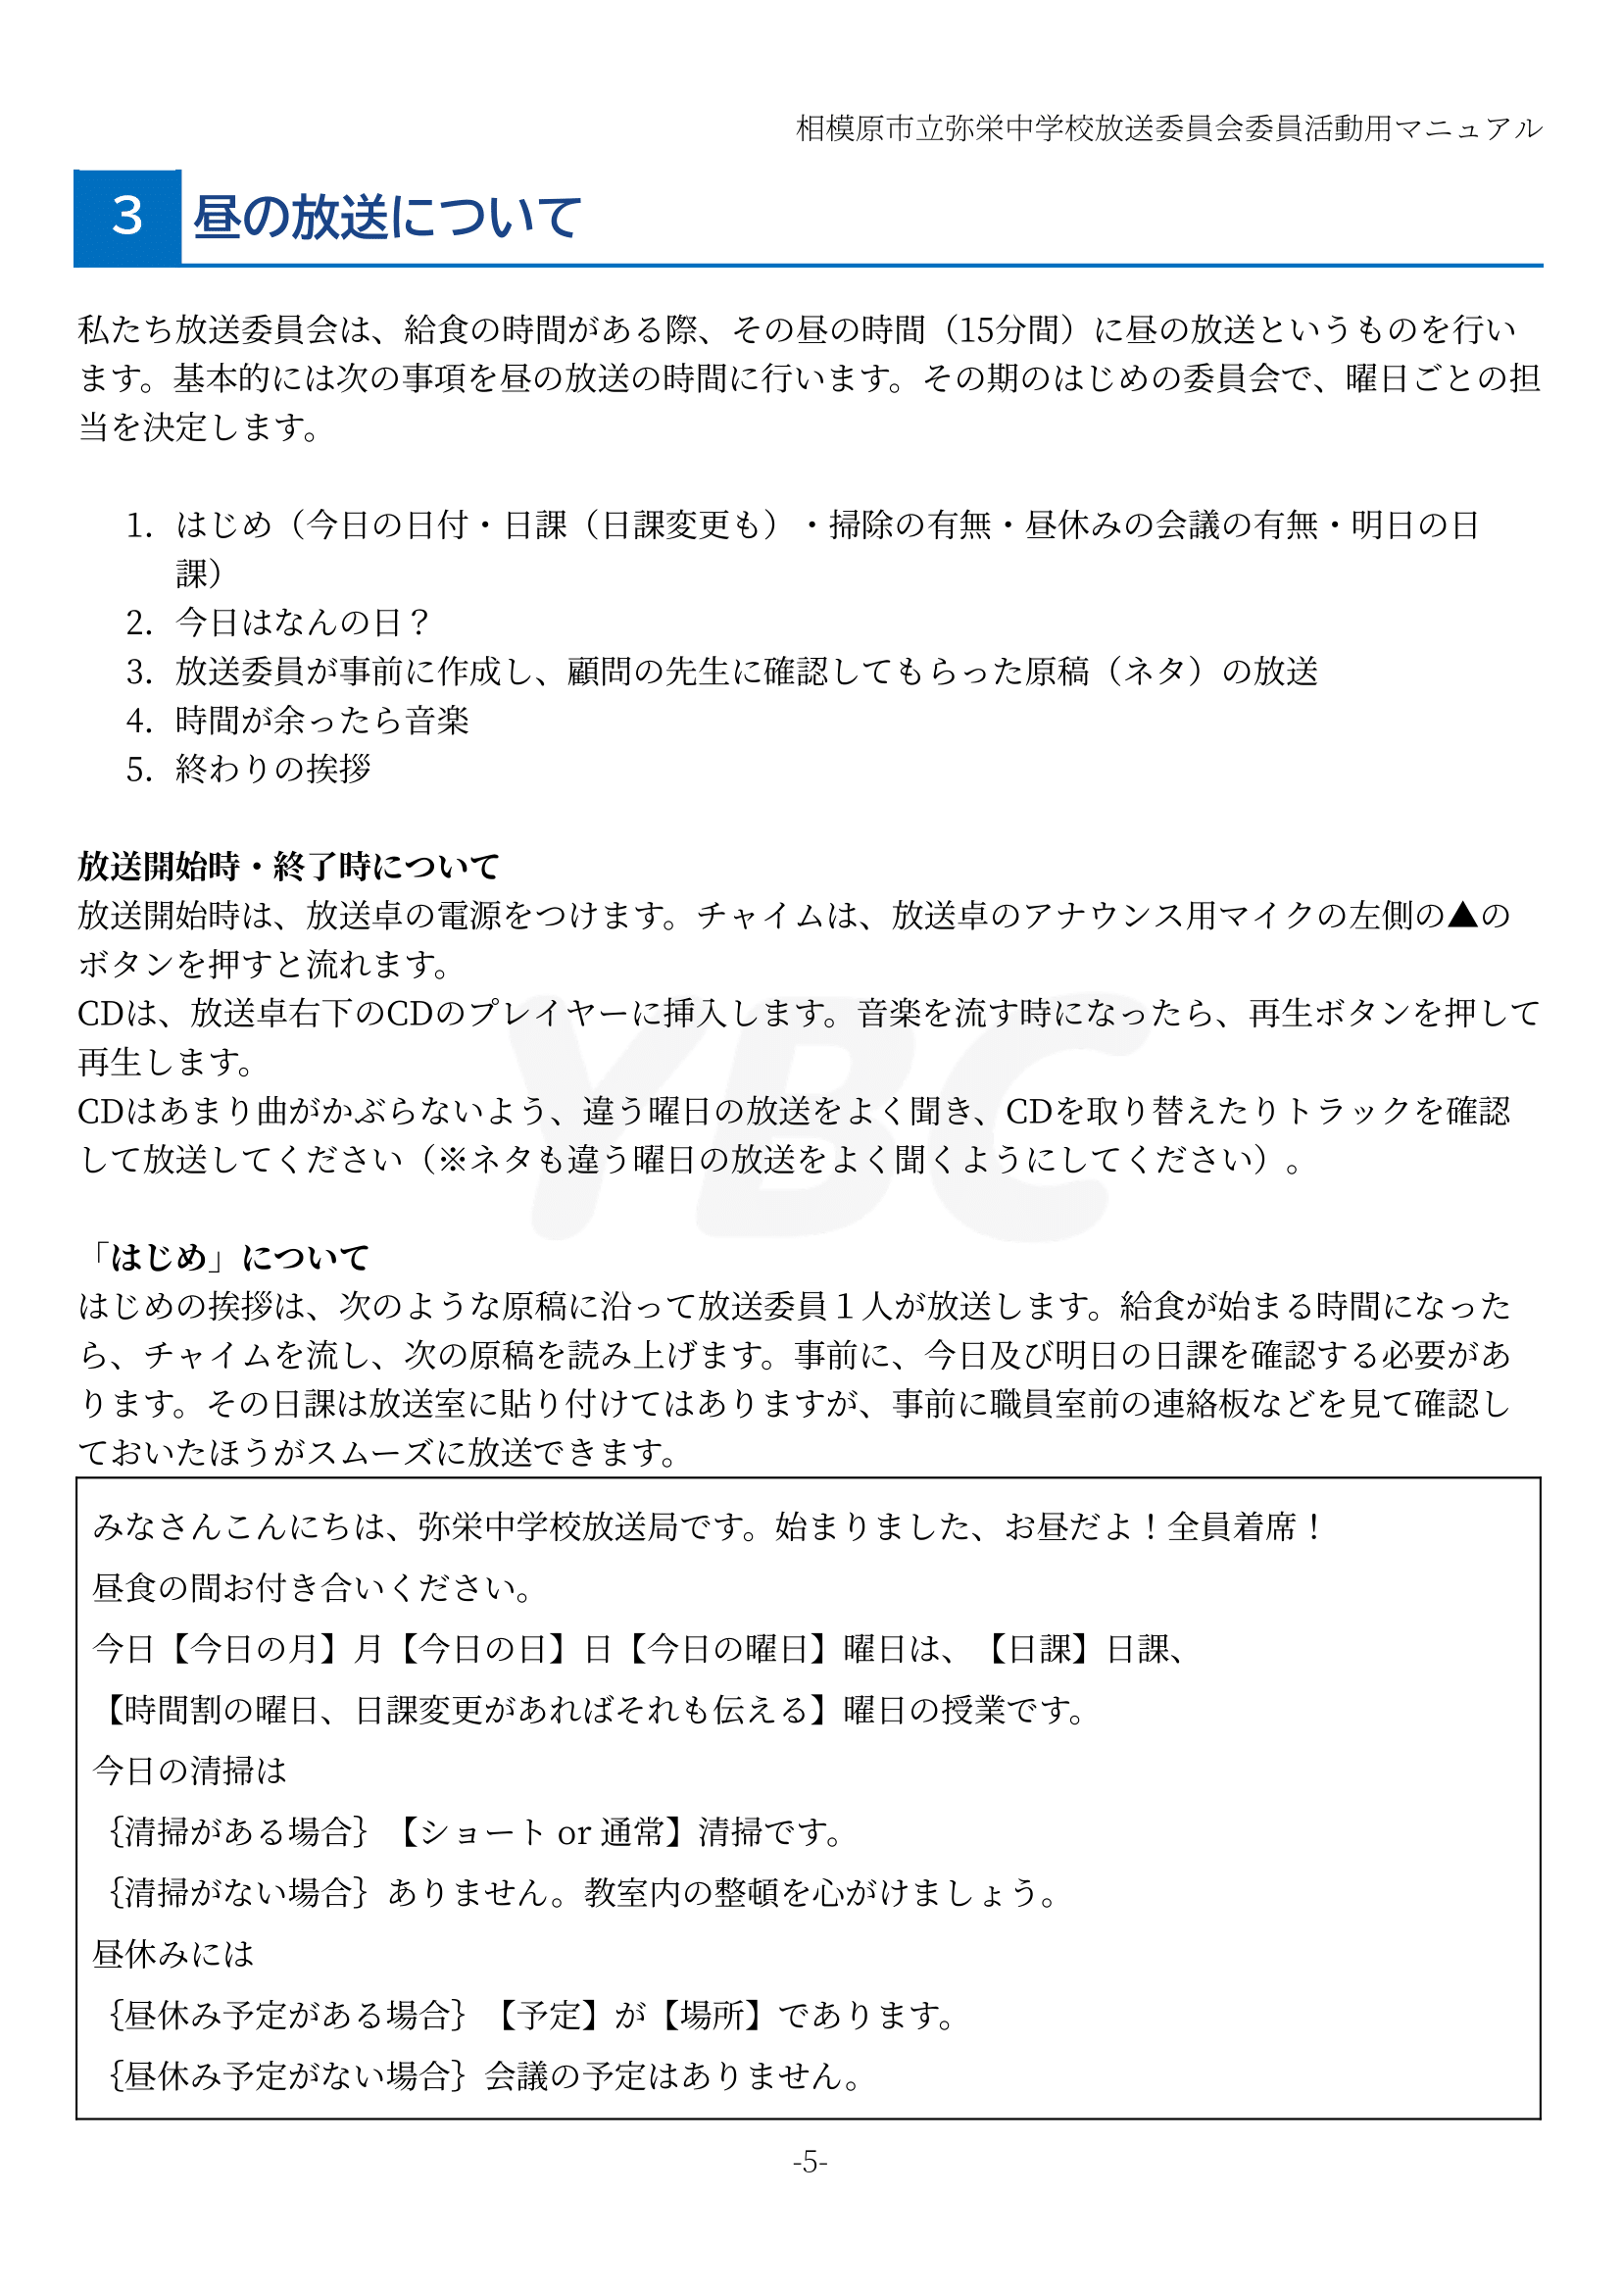 相模原市立弥栄中学校放送委員会委員活動用マニュアル
3 昼の放送について
私たち放送委員会は、給食の時間がある際、その昼の時間（15分間）に昼の放送というものを行い
ます。基本的には次の事項を昼の放送の時間に行います。その期のはじめの委員会で、曜日ごとの担
当を決定します。
1. はじめ（今日の日付・日課（日課変更も）・掃除の有無・昼休みの会議の有無・明日の日
課）
2. 今日はなんの日？
3. 放送委員が事前に作成し、顧問の先生に確認してもらった原稿（ネタ）の放送
4. 時間が余ったら音楽
5. 終わりの挨拶
放送開始時・終了時について
放送開始時は、放送卓の電源をつけます。チャイムは、放送卓のアナウンス用マイクの左側の▲の
ボタンを押すと流れます。
CDは、放送卓右下のCDのプレイヤーに挿入します。音楽を流す時になったら、再生ボタンを押して
再生します。
CDはあまり曲がかぶらないよう、違う曜日の放送をよく聞き、CDを取り替えたりトラックを確認
して放送してください（※ネタも違う曜日の放送をよく聞くようにしてください）。
YBC
「はじめ」について
はじめの挨拶は、次のような原稿に沿って放送委員１人が放送します。給食が始まる時間になった
ら、チャイムを流し、次の原稿を読み上げます。事前に、今日及び明日の日課を確認する必要があ
ります。その日課は放送室に貼り付けてはありますが、事前に職員室前の連絡板などを見て確認し
ておいたほうがスムーズに放送できます。
みなさんこんにちは、弥栄中学校放送局です。始まりました、お昼だよ！全員着席！
昼食の間お付き合いください。
今日【今日の月】月【今日の日】日【今日の曜日】曜日は、【日課】日課、
【時間割の曜日、日課変更があればそれも伝える】曜日の授業です。
今日の清掃は
｛清掃がある場合｝【ショート or 通常】清掃です。
｛清掃がない場合｝ありません。教室内の整頓を心がけましょう。
昼休みには
｛昼休み予定がある場合｝【予定】が【場所】であります。
｛昼休み予定がない場合｝会議の予定はありません。
-5-